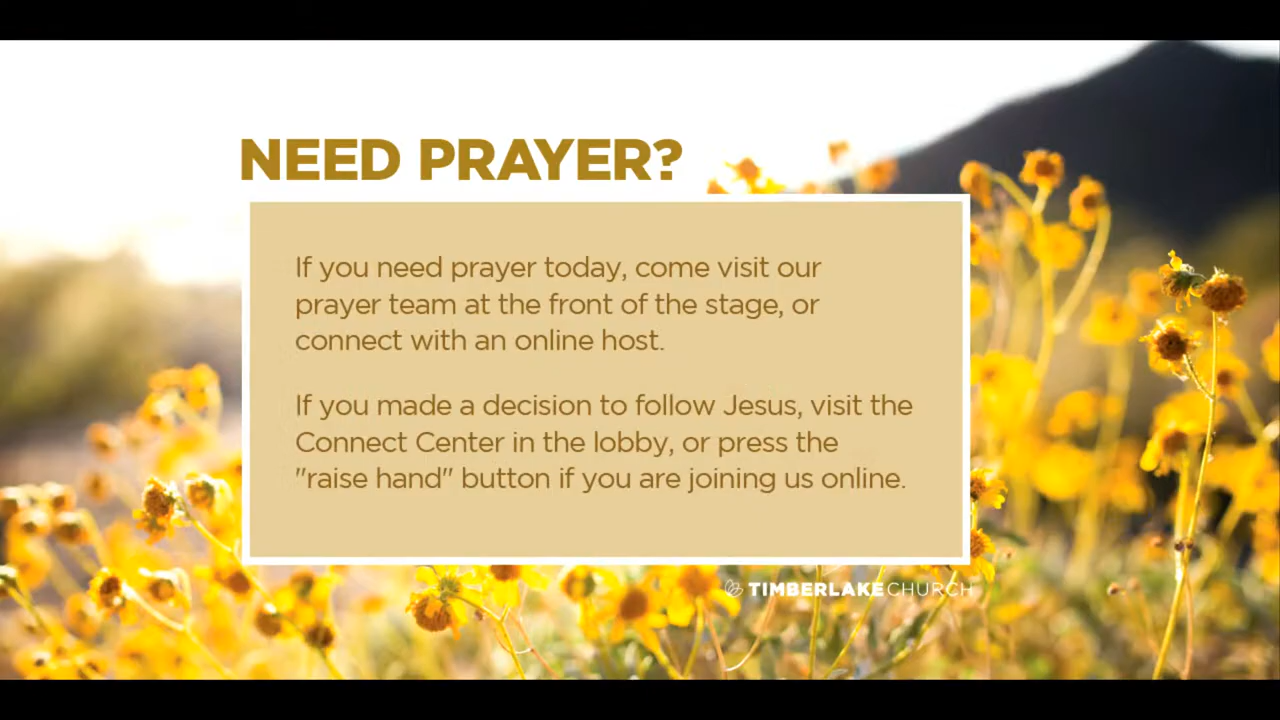 NEED PRAYER?
If you need prayer today, come visit our
prayer team at the front of the stage, or
connect with an online host.
If you made a decision to follow Jesus, visit the
Connect Center in the lobby, or press the
"raise hand" button if you are joining us online.
TIMBERLAKECHURCH